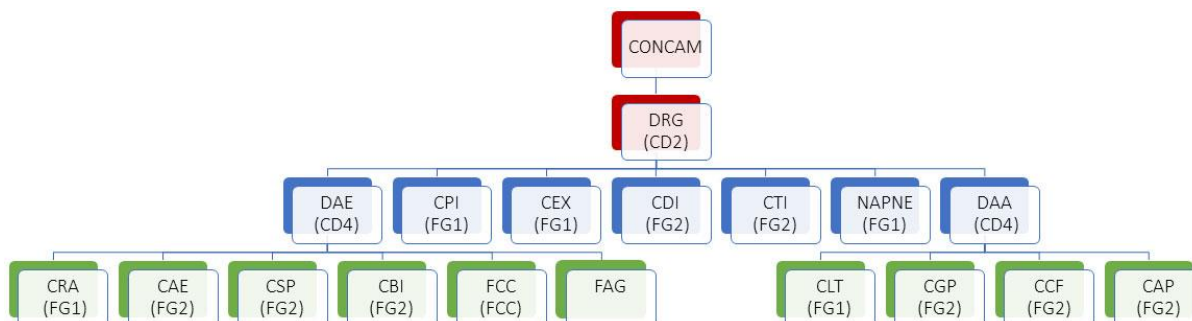 CONCAM
DRG
(CD2)
DAE
(CD4)
CPI
(FG1)
CEX
(FG1)
CDI
(FG2)
CTI
(FG2)
NAPNE
(FG1)
DAA
(CD4)
CRA
(FG1)
CAE
(FG2)
CSP
(FG2)
CBI
(FG2)
FCC
(FCC)
FAG
CLT
(FG1)
CGP
(FG2)
CCF
(FG2)
CAP
(FG2)